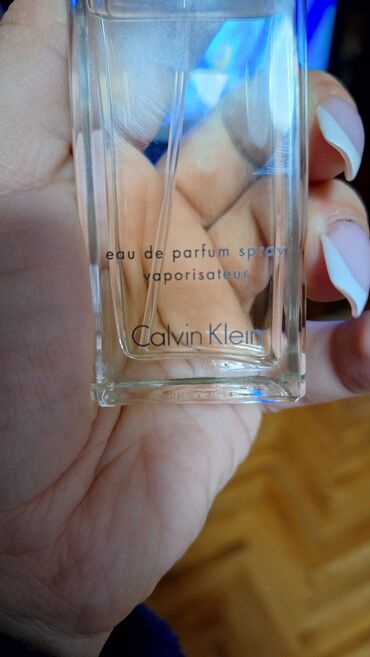 eau de parfum spray
vaporisateur
Calvin Klein